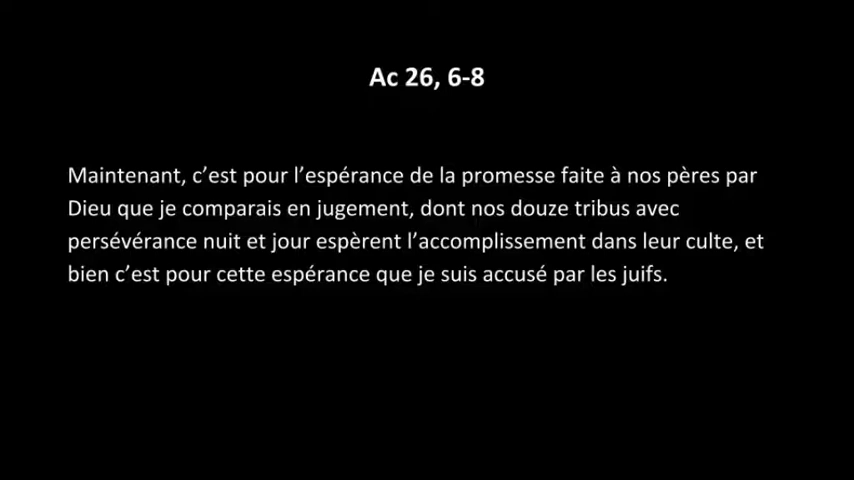 Ac 26, 6-8
Maintenant, c’est pour l’espérance de la promesse faite à nos pères par
Dieu que je comparais en jugement, dont nos douze tribus avec
persévérance nuit et jour espèrent l’accomplissement dans leur culte, et
bien c’est pour cette espérance que je suis accusé par les juifs.